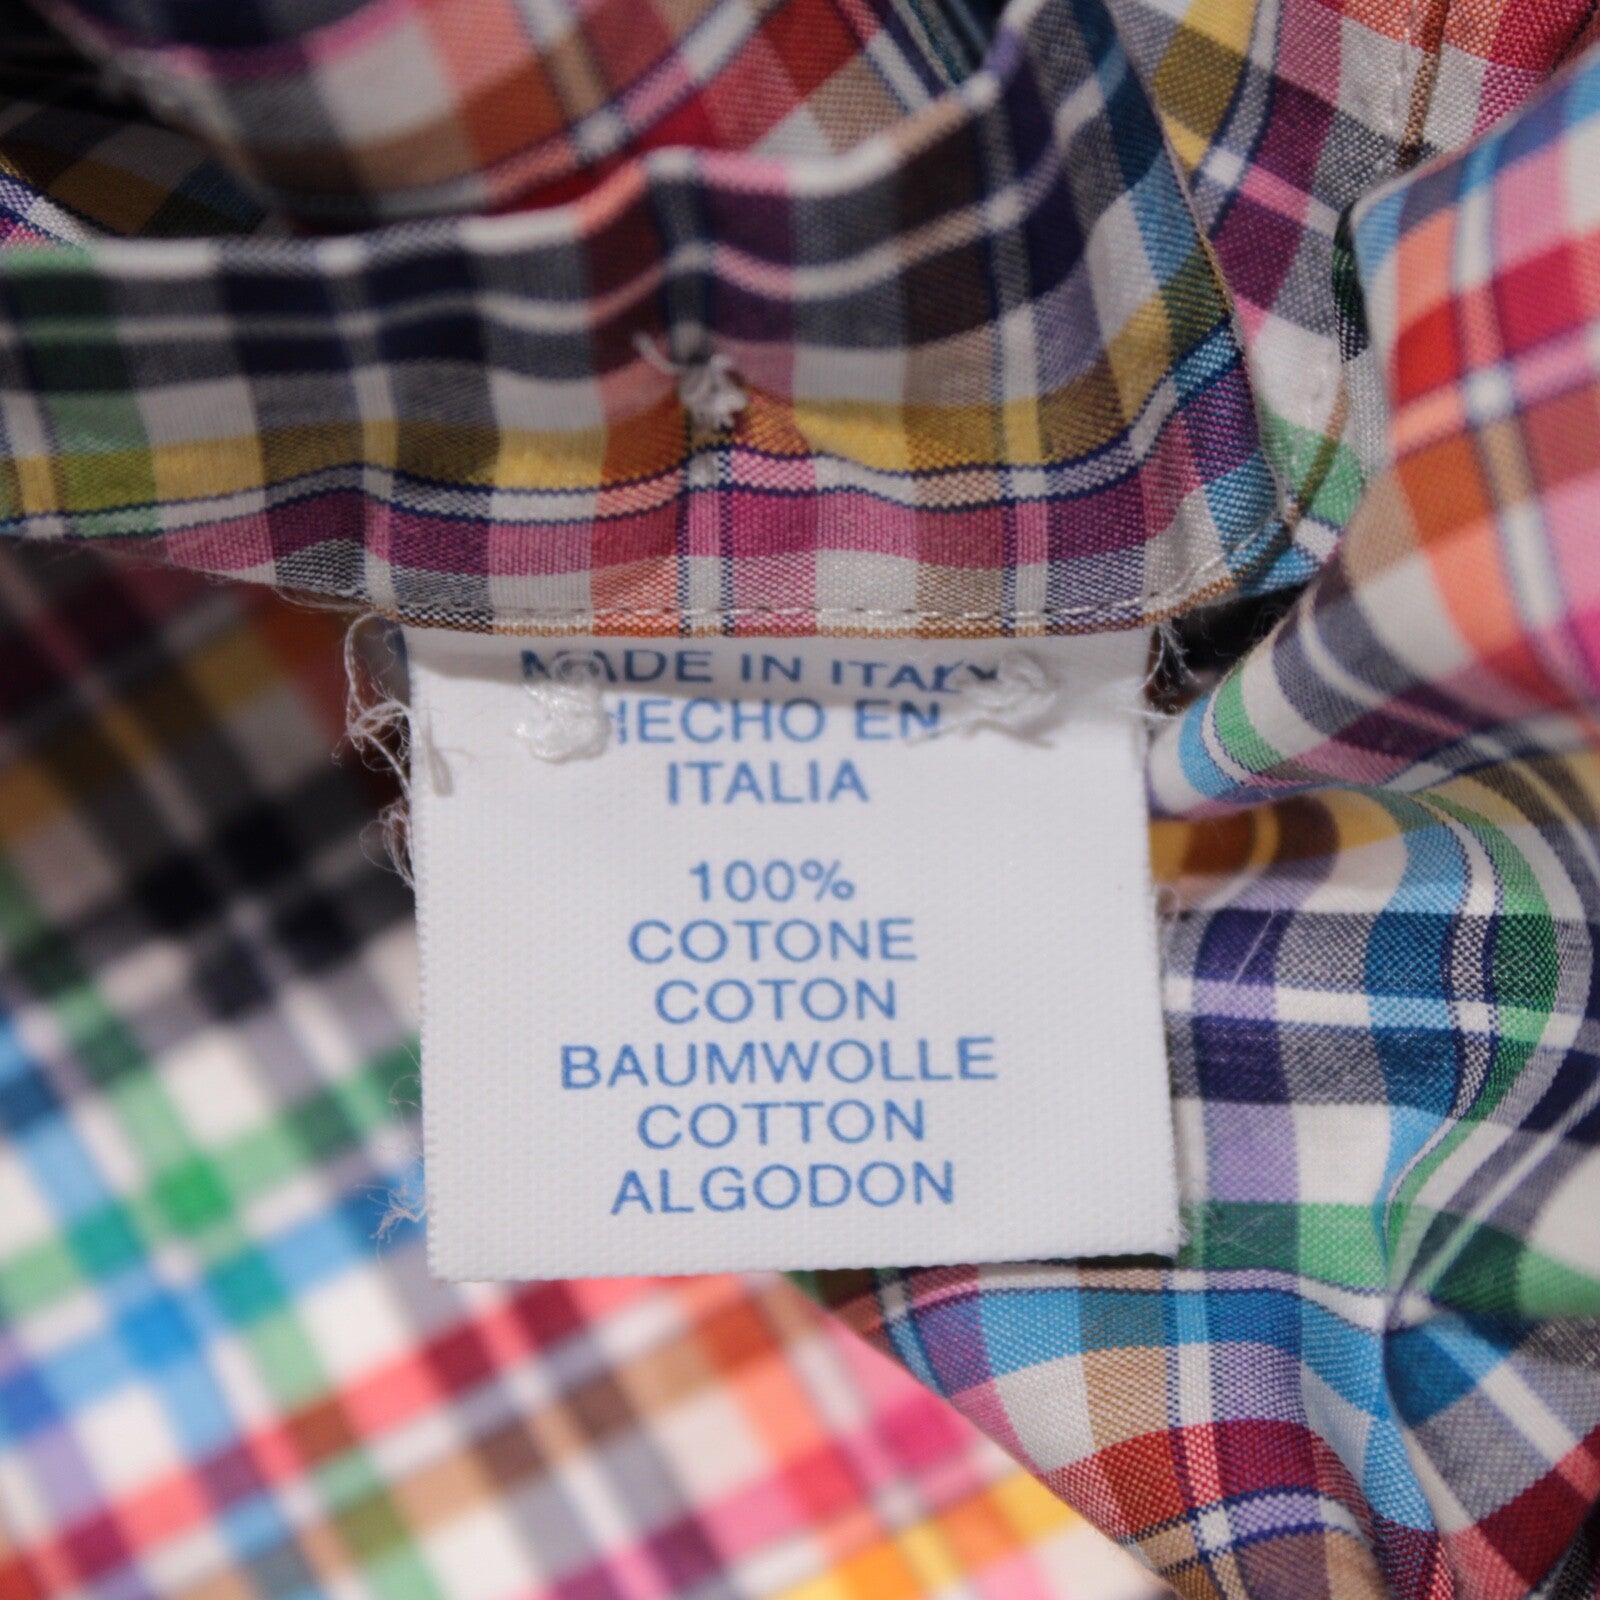 MADE IN ITALY
HECHO EN
ITALIA
100%
COTONE
COTON
BAUMWOLLE
COTTON
ALGODON